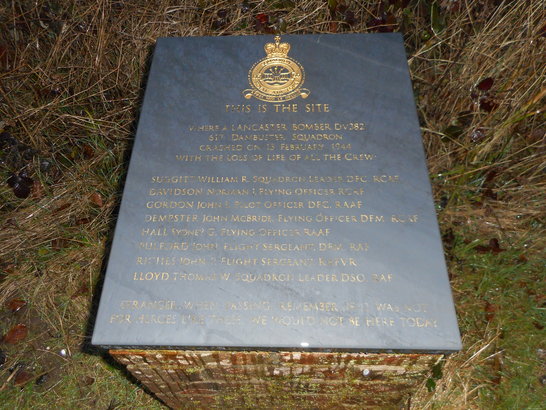 THIS IS THE SITE
WHERE A LANCASTER BOMBER DV382
617 DAMBUSTER SQUADRON
CRASHED ON 13 FEBRUARY 1944
WITH THE LOSS OF LIFE OF ALL THE CREW
SUGGITT WILLIAM R. SQUADRON LEADER DFC RCAF
DAVIDSON NORMAN J. FLYING OFFICER RCAF
GORDON JOHN PILOT OFFICER DFC, RAAF
DEMPSTER JOHN MCBRIDE, FLYING OFFICER DFM RCAF
HALL SYDNEY G. FLYING OFFICER RAAF
PULFORD JOHN, FLIGHT SERGEANT, DFM, RAF
RICHES JOHN P. FLIGHT SERGEANT RAFVR
LLOYD THOMAS W. SQUADRON LEADER DSO, RAF
STRANGER, WHEN PASSING, REMEMBER IF IT WAS NOT
FOR HEROES LIKE THESE, WE WOULD NOT BE HERE TODAY